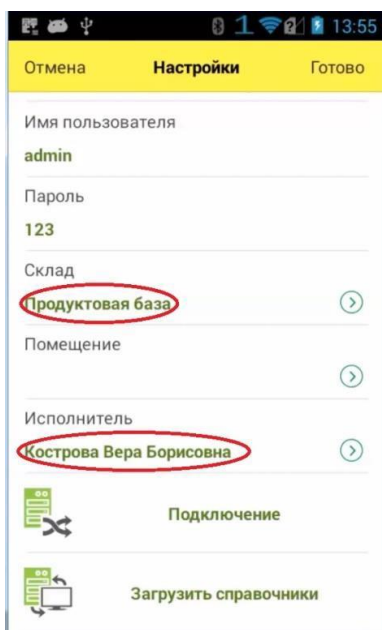 1 13:55
Отмена Настройки Готово
Имя пользователя
admin
Пароль
123
Склад
Продуктовая база
Помещение
Исполнитель
Кострова Вера Борисовна
Подключение
Загрузить справочники